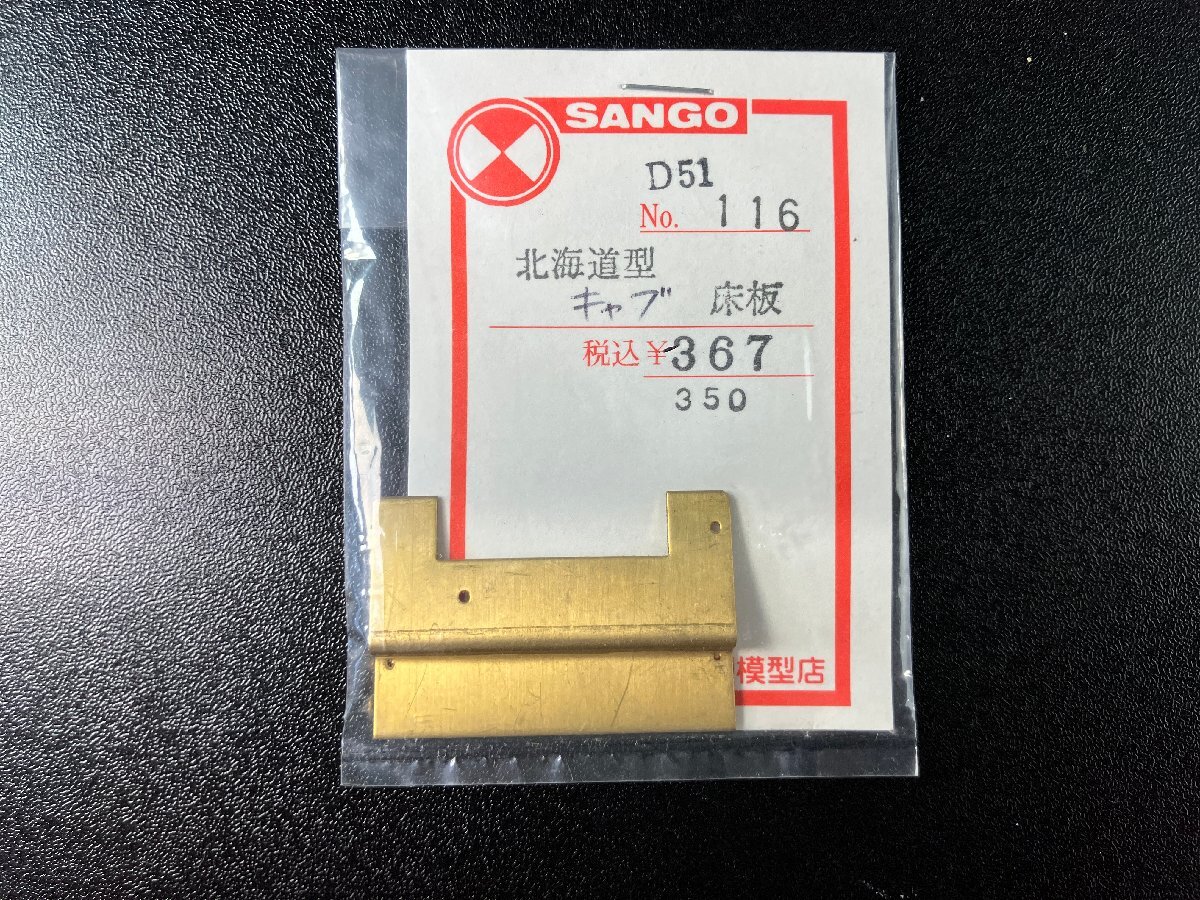 SANGO
D51
No. 116
北海道型
キャブ 床板
税込 ¥367
350
模型店